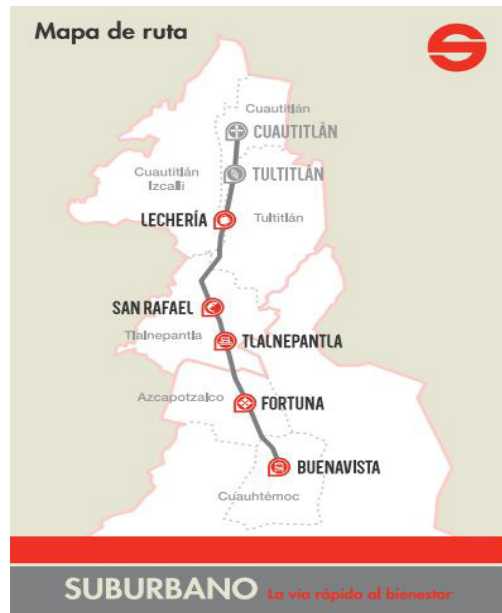 Mapa de ruta
Cuautitlán
CUAUTITLÁN
Cuautitlán
Izcalli
TULTITLÁN
LECHERÍA
Tultitlán
SAN RAFAEL
Tlalnepantla
TLALNEPANTLA
Azcapotzalco
FORTUNA
BUENAVISTA
Cuauhtémoc
SUBURBANO La vía rápida al bienestar